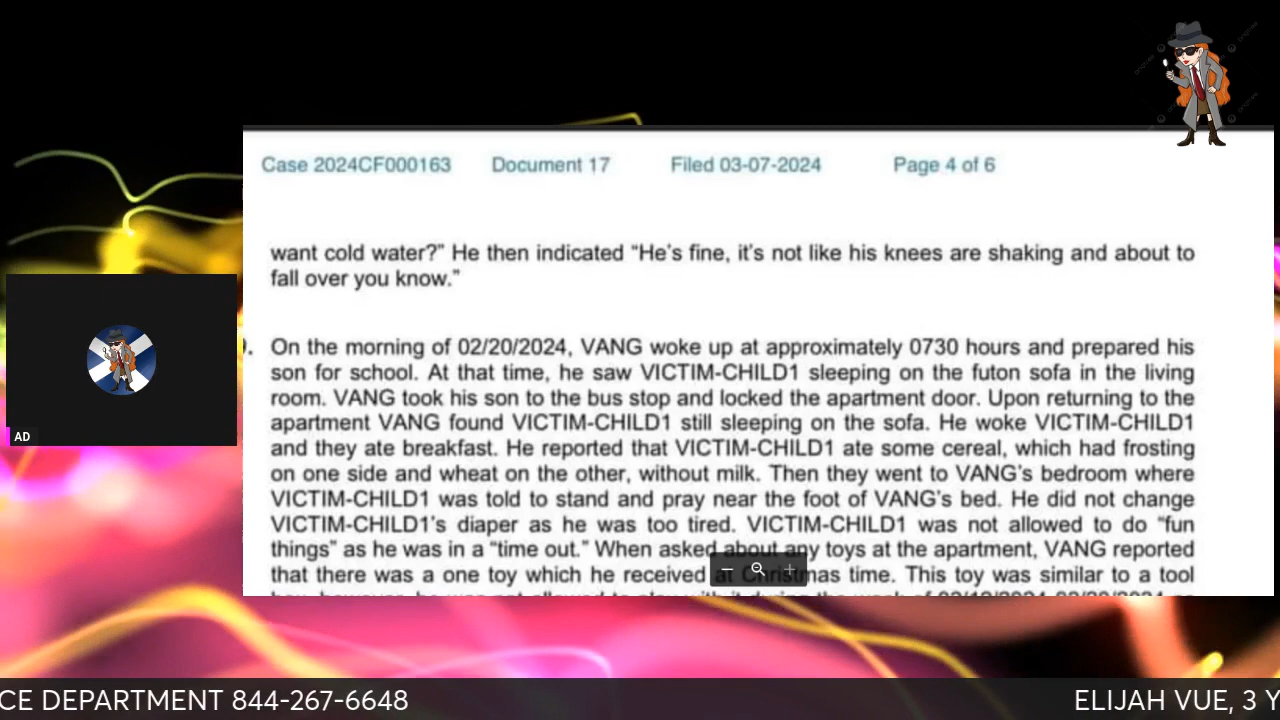 Case 2024CF000163 Document 17 Filed 03-07-2024 Page 4 of 6
want cold water?” He then indicated “He’s fine, it’s not like his knees are shaking and about to
fall over you know.”
On the morning of 02/20/2024, VANG woke up at approximately 0730 hours and prepared his
son for school. At that time, he saw VICTIM-CHILD1 sleeping on the futon sofa in the living
room. VANG took his son to the bus stop and locked the apartment door. Upon returning to the
apartment VANG found VICTIM-CHILD1 still sleeping on the sofa. He woke VICTIM-CHILD1
and they ate breakfast. He reported that VICTIM-CHILD1 ate some cereal, which had frosting
on one side and wheat on the other, without milk. Then they went to VANG’s bedroom where
VICTIM-CHILD1 was told to stand and pray near the foot of VANG’s bed. He did not change
VICTIM-CHILD1’s diaper as he was too tired. VICTIM-CHILD1 was not allowed to do “fun
things” as he was in a “time out.” When asked about any toys at the apartment, VANG reported
that there was a one toy which he received at Christmas time. This toy was similar to a tool
AD
CE DEPARTMENT 844-267-6648 ELIJAH VUE, 3 Y